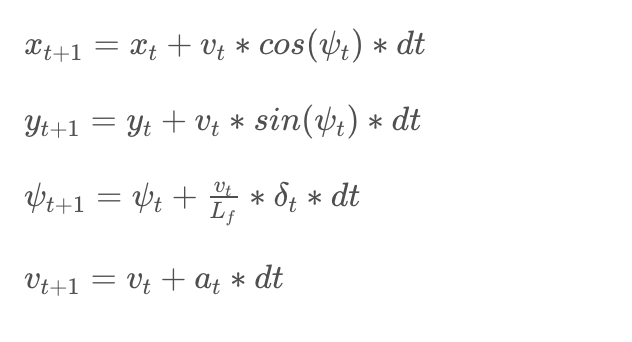 x_{t+1} = x_t + v_t * cos(ψ_t) * dt
y_{t+1} = y_t + v_t * sin(ψ_t) * dt
ψ_{t+1} = ψ_t + \frac{v_t}{L_f} * δ_t * dt
v_{t+1} = v_t + a_t * dt